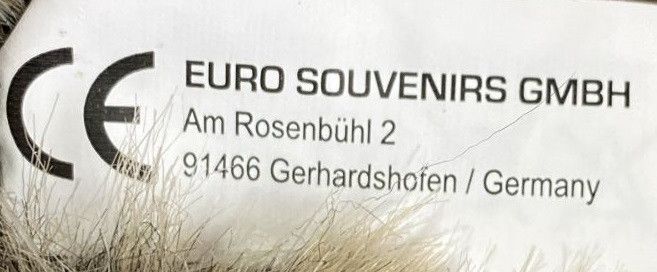 CE EURO SOUVENIRS GMBH
Am Rosenbühl 2
91466 Gerhardshofen / Germany